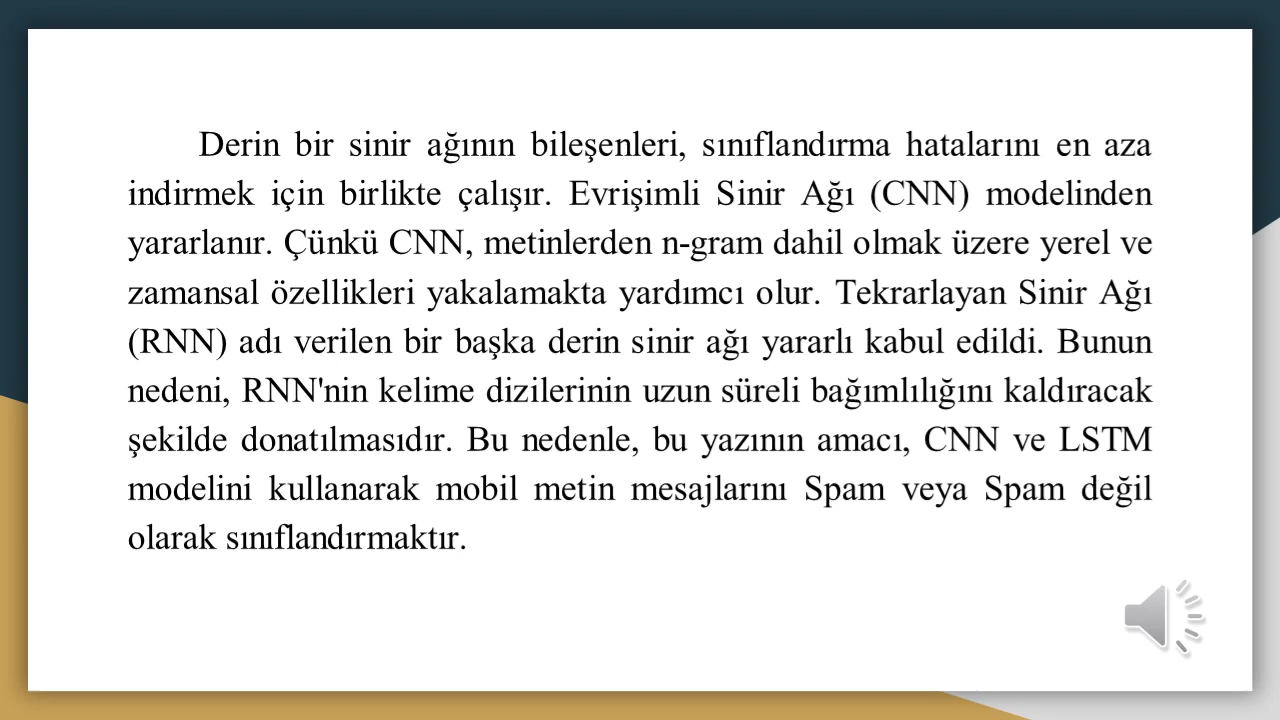 Derin bir sinir ağının bileşenleri, sınıflandırma hatalarını en aza
indirmek için birlikte çalışır. Evrişimli Sinir Ağı (CNN) modelinden
yararlanır. Çünkü CNN, metinlerden n-gram dahil olmak üzere yerel ve
zamansal özellikleri yakalamakta yardımcı olur. Tekrarlayan Sinir Ağı
(RNN) adı verilen bir başka derin sinir ağı yararlı kabul edildi. Bunun
nedeni, RNN'nin kelime dizilerinin uzun süreli bağımlılığını kaldıracak
şekilde donatılmasıdır. Bu nedenle, bu yazının amacı, CNN ve LSTM
modelini kullanarak mobil metin mesajlarını Spam veya Spam değil
olarak sınıflandırmaktır.